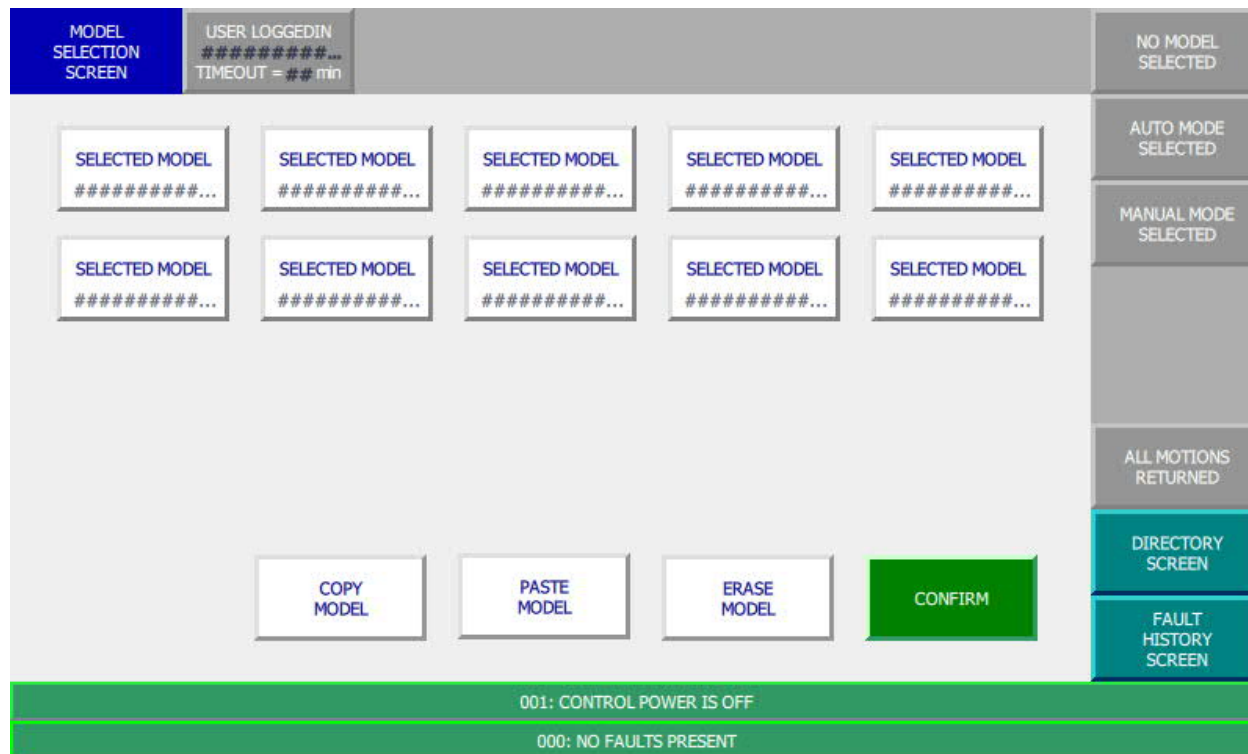 MODEL
SELECTION
SCREEN
USER LOGGEDIN
#########...
TIMEOUT = ## min
NO MODEL
SELECTED
AUTO MODE
SELECTED
MANUAL MODE
SELECTED
SELECTED MODEL
##########...
SELECTED MODEL
##########...
SELECTED MODEL
##########...
SELECTED MODEL
##########...
SELECTED MODEL
##########...
SELECTED MODEL
##########...
SELECTED MODEL
##########...
SELECTED MODEL
##########...
SELECTED MODEL
##########...
SELECTED MODEL
##########...
ALL MOTIONS
RETURNED
DIRECTORY
SCREEN
FAULT
HISTORY
SCREEN
COPY
MODEL
PASTE
MODEL
ERASE
MODEL
CONFIRM
001: CONTROL POWER IS OFF
000: NO FAULTS PRESENT